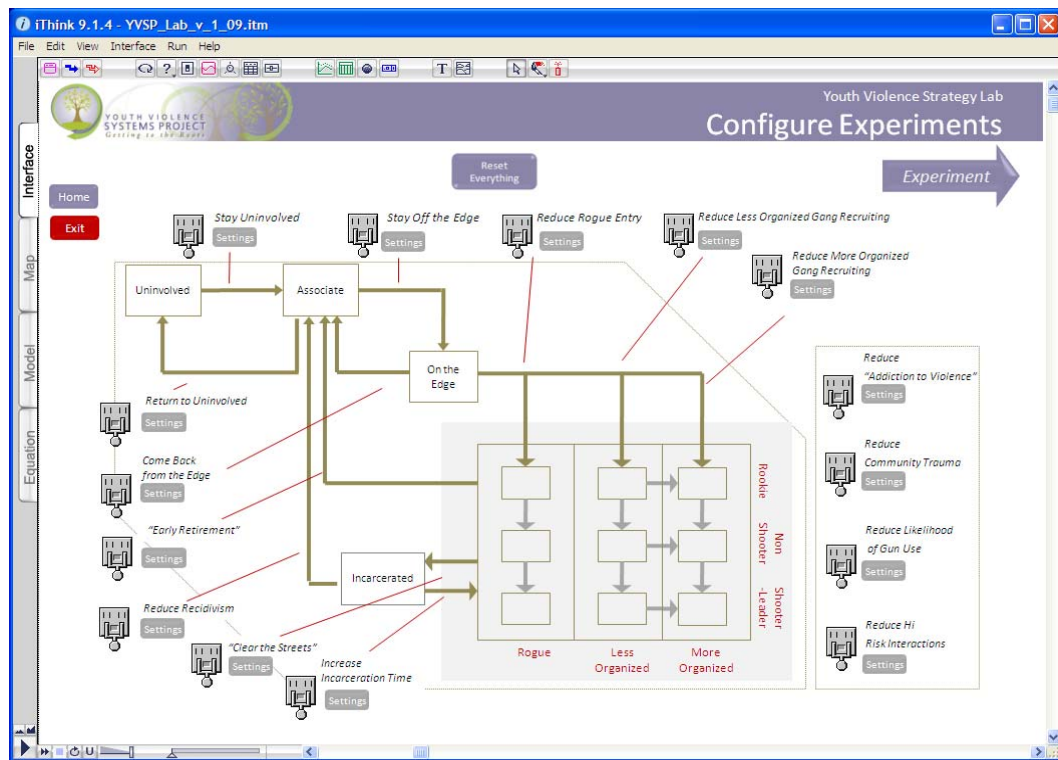 iThink 9.1.4 - YVSP_Lab_v_1_09.itm
File Edit View Interface Run Help
Interface
Map
Model
Equation
YOUTH VIOLENCE
SYSTEMS PROJECT
Getting to the Roots
Youth Violence Strategy Lab
Configure Experiments
Reset
Everything
Experiment
Home
Exit
Stay Uninvolved
Settings
Stay Off the Edge
Settings
Reduce Rogue Entry
Settings
Reduce Less Organized Gang Recruiting
Settings
Reduce More Organized
Gang Recruiting
Settings
Uninvolved
Associate
On the
Edge
Return to Uninvolved
Settings
Come Back
from the Edge
Settings
"Early Retirement"
Settings
Reduce Recidivism
Settings
"Clear the Streets"
Settings
Increase
Incarceration Time
Settings
Incarcerated
Rookie
Non
Shooter
Shooter
-Leader
Rogue
Less
Organized
More
Organized
Reduce
"Addiction to Violence"
Settings
Reduce
Community Trauma
Settings
Reduce Likelihood
of Gun Use
Settings
Reduce Hi
Risk Interactions
Settings